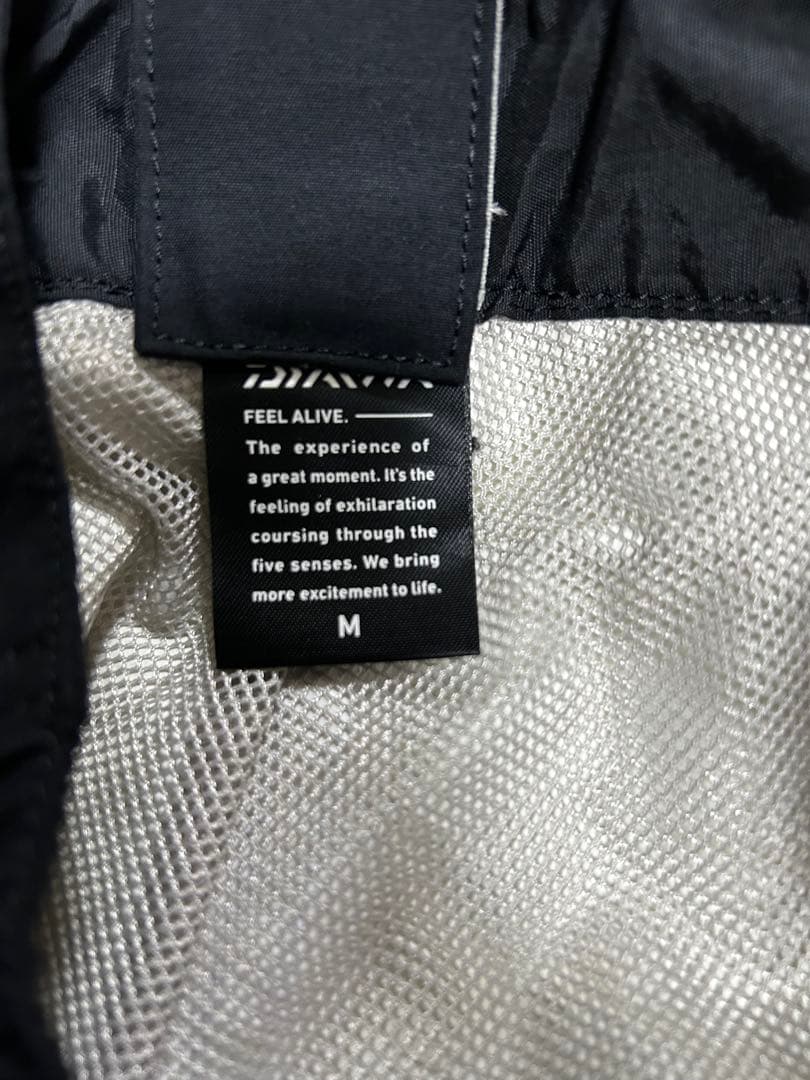 DAIWA
FEEL ALIVE.
The experience of
a great moment. It's the
feeling of exhilaration
coursing through the
five senses. We bring
more excitement to life.
M